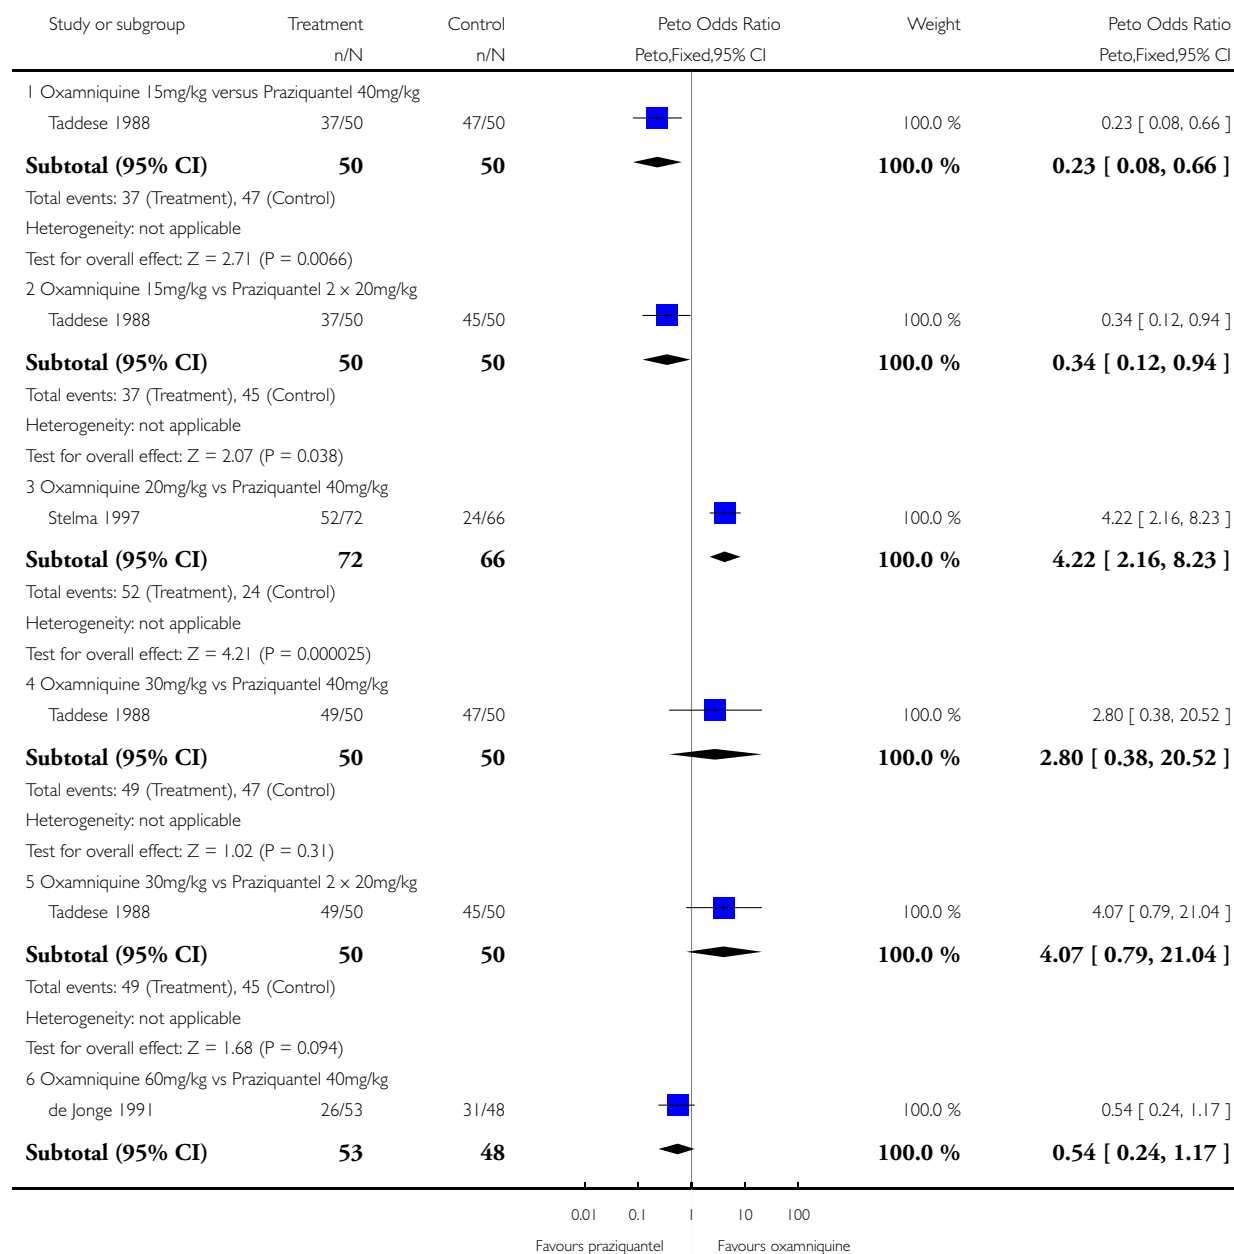 Study or subgroup Treatment Control Peto Odds Ratio Weight Peto Odds Ratio
n/N n/N Peto,Fixed,95% CI Peto,Fixed,95% CI
1 Oxamniquine 15mg/kg versus Praziquantel 40mg/kg
Taddese 1988 37/50 47/50 100.0 % 0.23 [ 0.08, 0.66 ]
Subtotal (95% CI) 50 50 100.0 % 0.23 [ 0.08, 0.66 ]
Total events: 37 (Treatment), 47 (Control)
Heterogeneity: not applicable
Test for overall effect: Z = 2.71 (P = 0.0066)
2 Oxamniquine 15mg/kg vs Praziquantel 2 x 20mg/kg
Taddese 1988 37/50 45/50 100.0 % 0.34 [ 0.12, 0.94 ]
Subtotal (95% CI) 50 50 100.0 % 0.34 [ 0.12, 0.94 ]
Total events: 37 (Treatment), 45 (Control)
Heterogeneity: not applicable
Test for overall effect: Z = 2.07 (P = 0.038)
3 Oxamniquine 20mg/kg vs Praziquantel 40mg/kg
Stelma 1997 52/72 24/66 100.0 % 4.22 [ 2.16, 8.23 ]
Subtotal (95% CI) 72 66 100.0 % 4.22 [ 2.16, 8.23 ]
Total events: 52 (Treatment), 24 (Control)
Heterogeneity: not applicable
Test for overall effect: Z = 4.21 (P = 0.000025)
4 Oxamniquine 30mg/kg vs Praziquantel 40mg/kg
Taddese 1988 49/50 47/50 100.0 % 2.80 [ 0.38, 20.52 ]
Subtotal (95% CI) 50 50 100.0 % 2.80 [ 0.38, 20.52 ]
Total events: 49 (Treatment), 47 (Control)
Heterogeneity: not applicable
Test for overall effect: Z = 1.02 (P = 0.31)
5 Oxamniquine 30mg/kg vs Praziquantel 2 x 20mg/kg
Taddese 1988 49/50 45/50 100.0 % 4.07 [ 0.79, 21.04 ]
Subtotal (95% CI) 50 50 100.0 % 4.07 [ 0.79, 21.04 ]
Total events: 49 (Treatment), 45 (Control)
Heterogeneity: not applicable
Test for overall effect: Z = 1.68 (P = 0.094)
6 Oxamniquine 60mg/kg vs Praziquantel 40mg/kg
de Jonge 1991 26/53 31/48 100.0 % 0.54 [ 0.24, 1.17 ]
Subtotal (95% CI) 53 48 100.0 % 0.54 [ 0.24, 1.17 ]
0.01 0.1 1 10 100
Favours praziquantel Favours oxamniquine